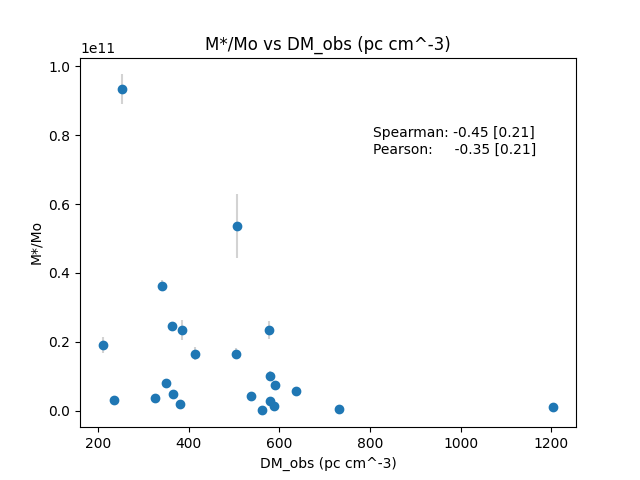 M*/Mo vs DM_obs (pc cm^-3)
1e11
1.0
0.8
0.6
0.4
0.2
0.0
M*/Mo
Spearman: -0.45 [0.21]
Pearson: -0.35 [0.21]
200 400 600 800 1000 1200
DM_obs (pc cm^-3)